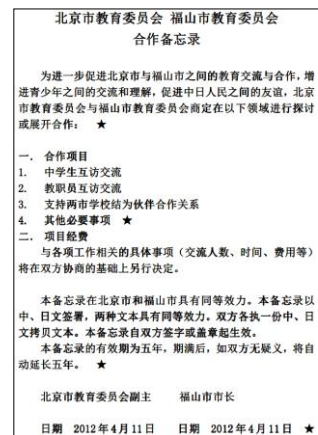 北京市教育委员会 福山市教育委员会
合作备忘录
为进一步促进北京市与福山市之间的教育交流与合作，增
进青少年之间的交流和理解，促进中日人民之间的友谊，北京
市教育委员会与福山市教育委员会商定在以下领域进行探讨
或展开合作： ★
一． 合作项目
1. 中学生互访交流
2. 教职员互访交流
3. 支持两市学校结为伙伴合作关系
4. 其他必要事项 ★
二． 项目经费
与各项工作相关的具体事项（交流人数、时间、费用等）
将在双方协商的基础上另行决定。
本备忘录在北京市和福山市具有同等效力。本备忘录以
中、日文签署，两种文本具有同等效力。双方各执一份中、日
文拷贝文本。本备忘录自双方签字或盖章起生效。
本备忘录的有效期为五年，期满后，如双方无疑义，将自
动延长五年。 ★
北京市教育委员会副主 福山市市长
日期 2012年4月11日 日期 2012年4月11日 ★